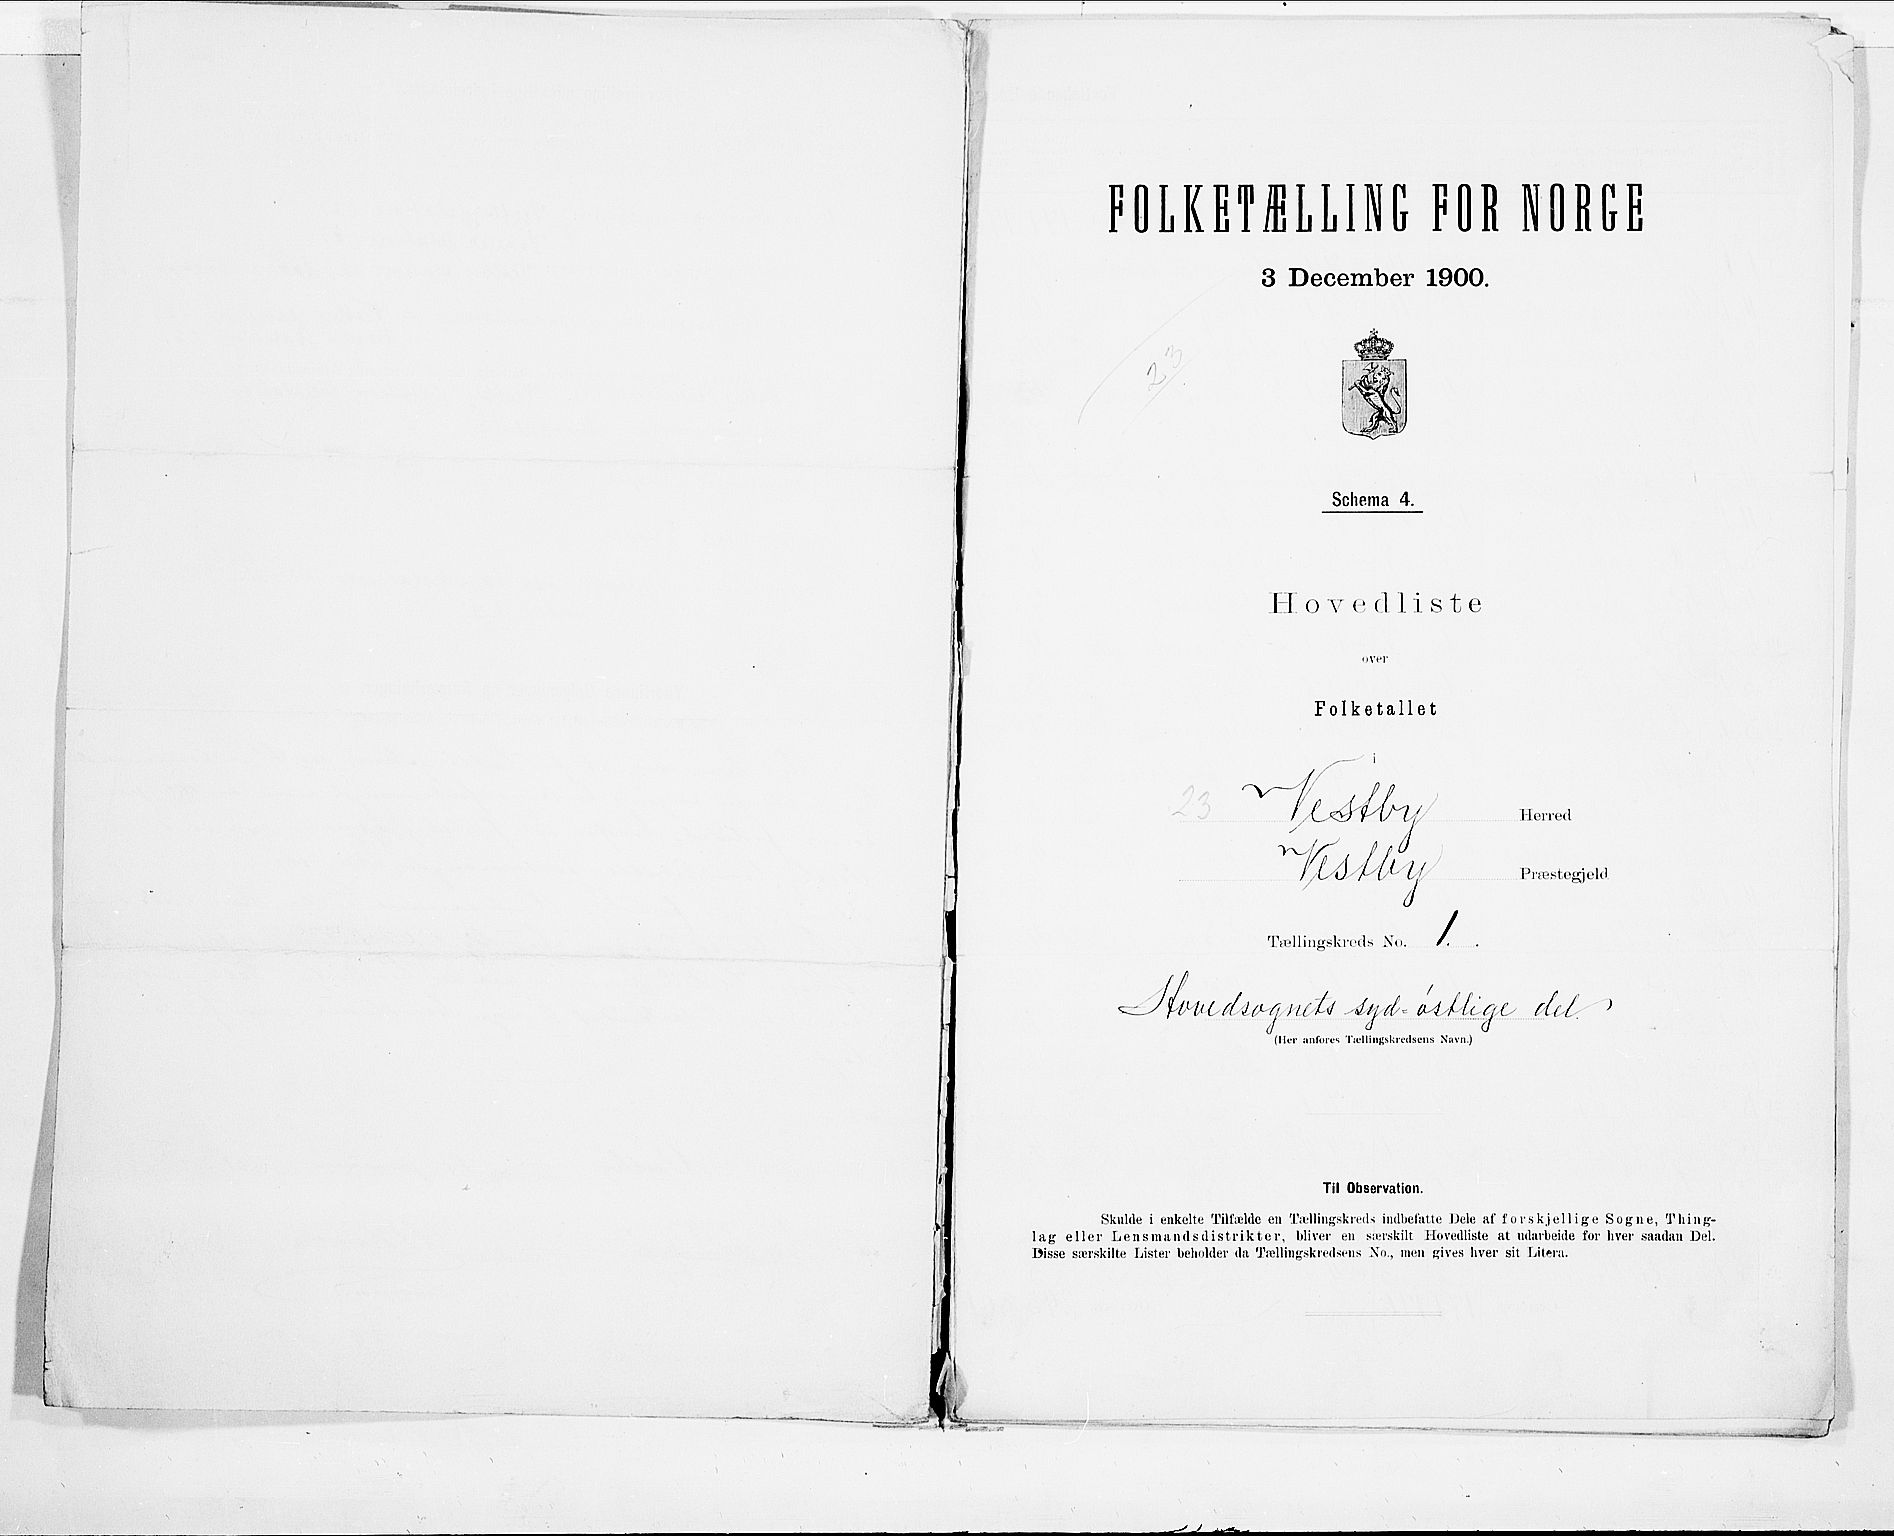 FOLKETÆLLING FOR NORGE
3 December 1900.
23
Schema 4.
Hovedliste
over
Folketallet
i
23 Vestby Herred
Vestby Præstegjeld
Tællingskreds No. 1.
Hovedsognets syd-østlige del.
(Her anføres Tællingskredsens Navn.)
Til Observation.
Skulde i enkelte Tilfælde en Tællingskreds indbefatte Dele af forskjellige Sogne, Thing-
lag eller Lensmandsdistrikter, bliver en særskilt Hovedliste at udarbeide for hver saadan Del.
Disse særskilte Lister beholder da Tællingskredsens No., men gives hver sit Litera.